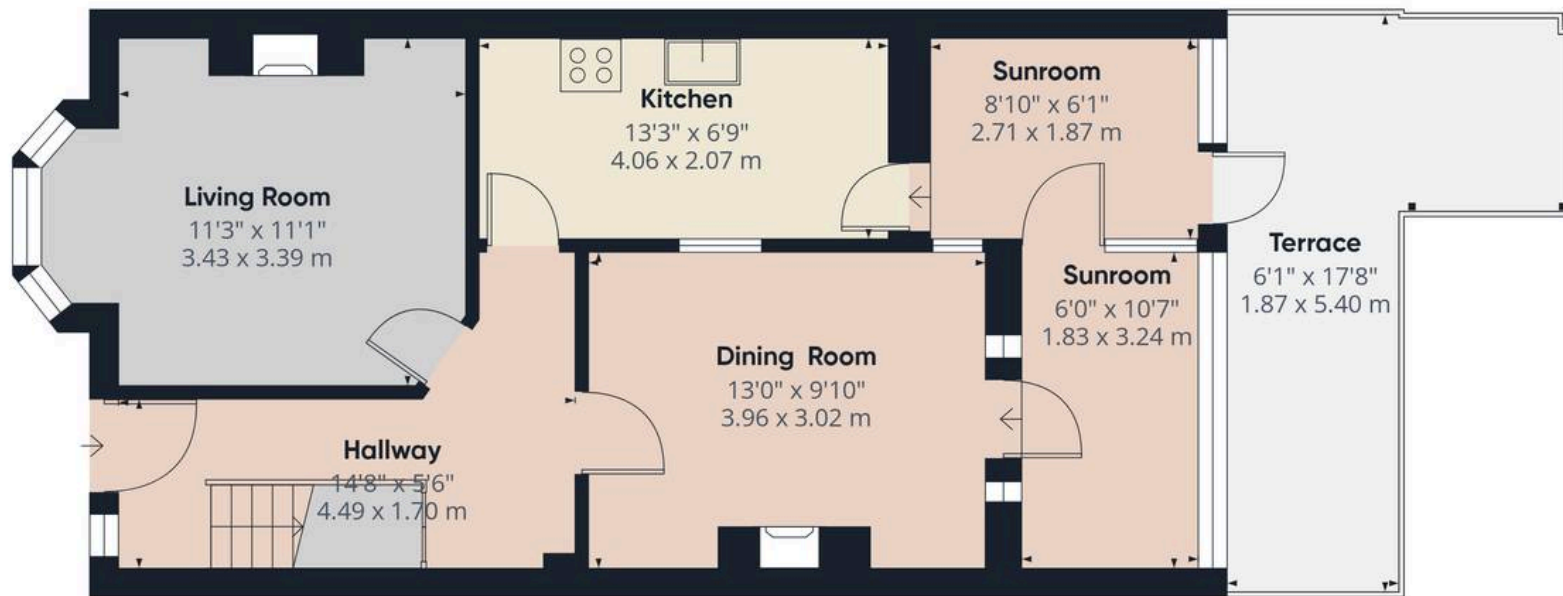 Living Room
11'3" x 11'1"
3.43 x 3.39 m
Kitchen
13'3" x 6'9"
4.06 x 2.07 m
Sunroom
8'10" x 6'1"
2.71 x 1.87 m
Terrace
6'1" x 17'8"
1.87 x 5.40 m
Sunroom
6'0" x 10'7"
1.83 x 3.24 m
Dining Room
13'0" x 9'10"
3.96 x 3.02 m
Hallway
14'8" x 5'6"
4.49 x 1.70 m